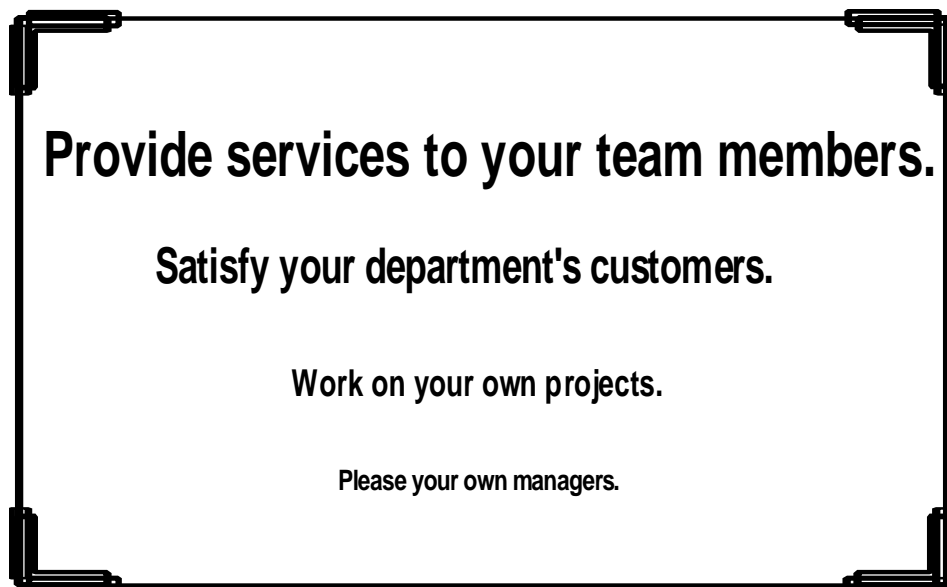 Provide services to your team members.
Satisfy your department's customers.
Work on your own projects.
Please your own managers.